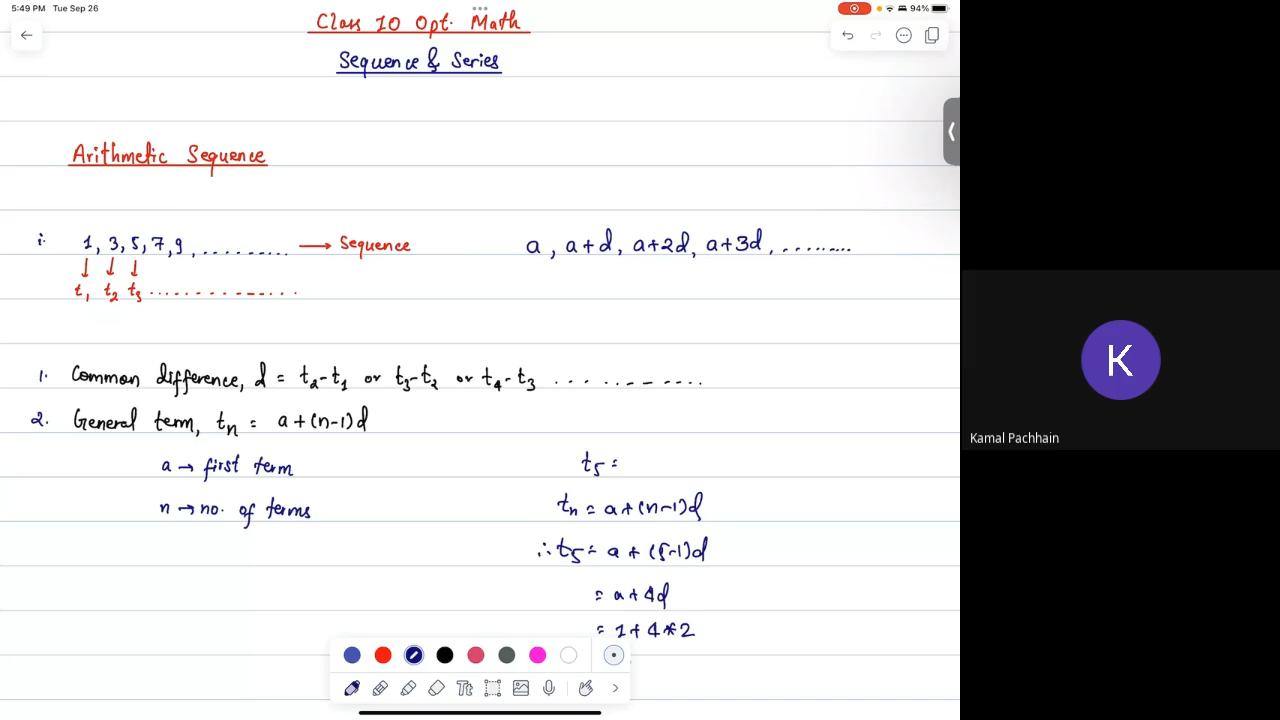 5:49 PM Tue Sep 26
94%
Class 10 Opt. Math
Sequence & Series
Arithmetic Sequence
i. 1, 3, 5, 7, 9, .......... → Sequence
a, a+d, a+2d, a+3d, .........
↓ ↓ ↓
t₁ t₂ t₃ ..............
1. Common difference, d = t₂-t₁ or t₃-t₂ or t₄-t₃ ............
2. General term, tn = a+(n-1)d
a → first term
n → no. of terms
t₅ =
tn = a+(n-1)d
∴ t₅ = a + (5-1)d
= a+4d
= 1+4*2
Tt
K
Kamal Pachhain